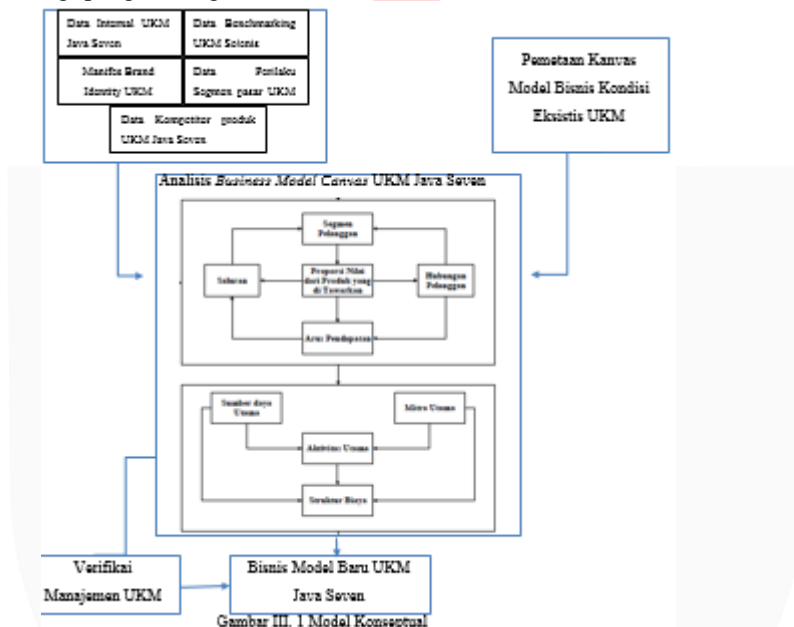 Data Internal UKM
Java Seven
Data Benchmarking
UKM Solenis
Manifes Brand
Identity UKM
Data Perilaku
Segmen pasar UKM
Data Kompetitor produk
UKM Java Seven
Pemetaan Kanvas
Model Bisnis Kondisi
Eksistis UKM
Analisis Business Model Canvas UKM Java Seven
Segmen
Pelanggan
Saluran
Proporsi Nilai
dari Produk yang
di Tawarkan
Hubungan
Pelanggan
Arus Pendapatan
Sumber daya
Utama
Mitra Utama
Aktivitas Utama
Struktur Biaya
Verifikai
Manajemen UKM
Bisnis Model Baru UKM
Java Seven
Gambar III. 1 Model Konseptual